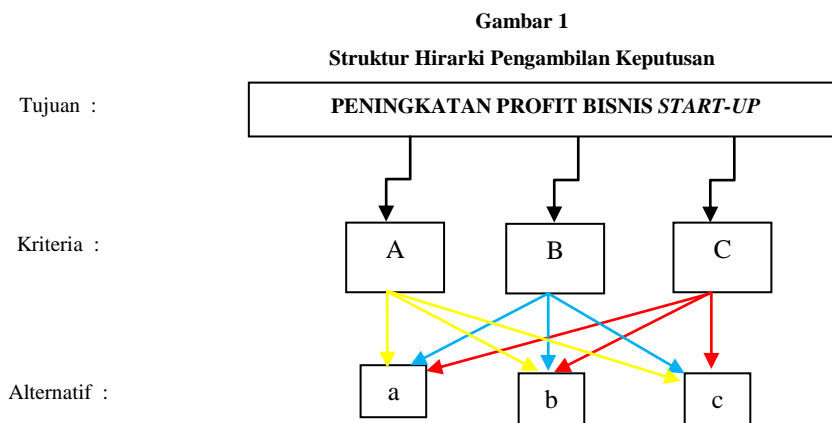 Gambar 1
Struktur Hirarki Pengambilan Keputusan
Tujuan :
PENINGKATAN PROFIT BISNIS START-UP
Kriteria :
A
B
C
Alternatif :
a
b
c